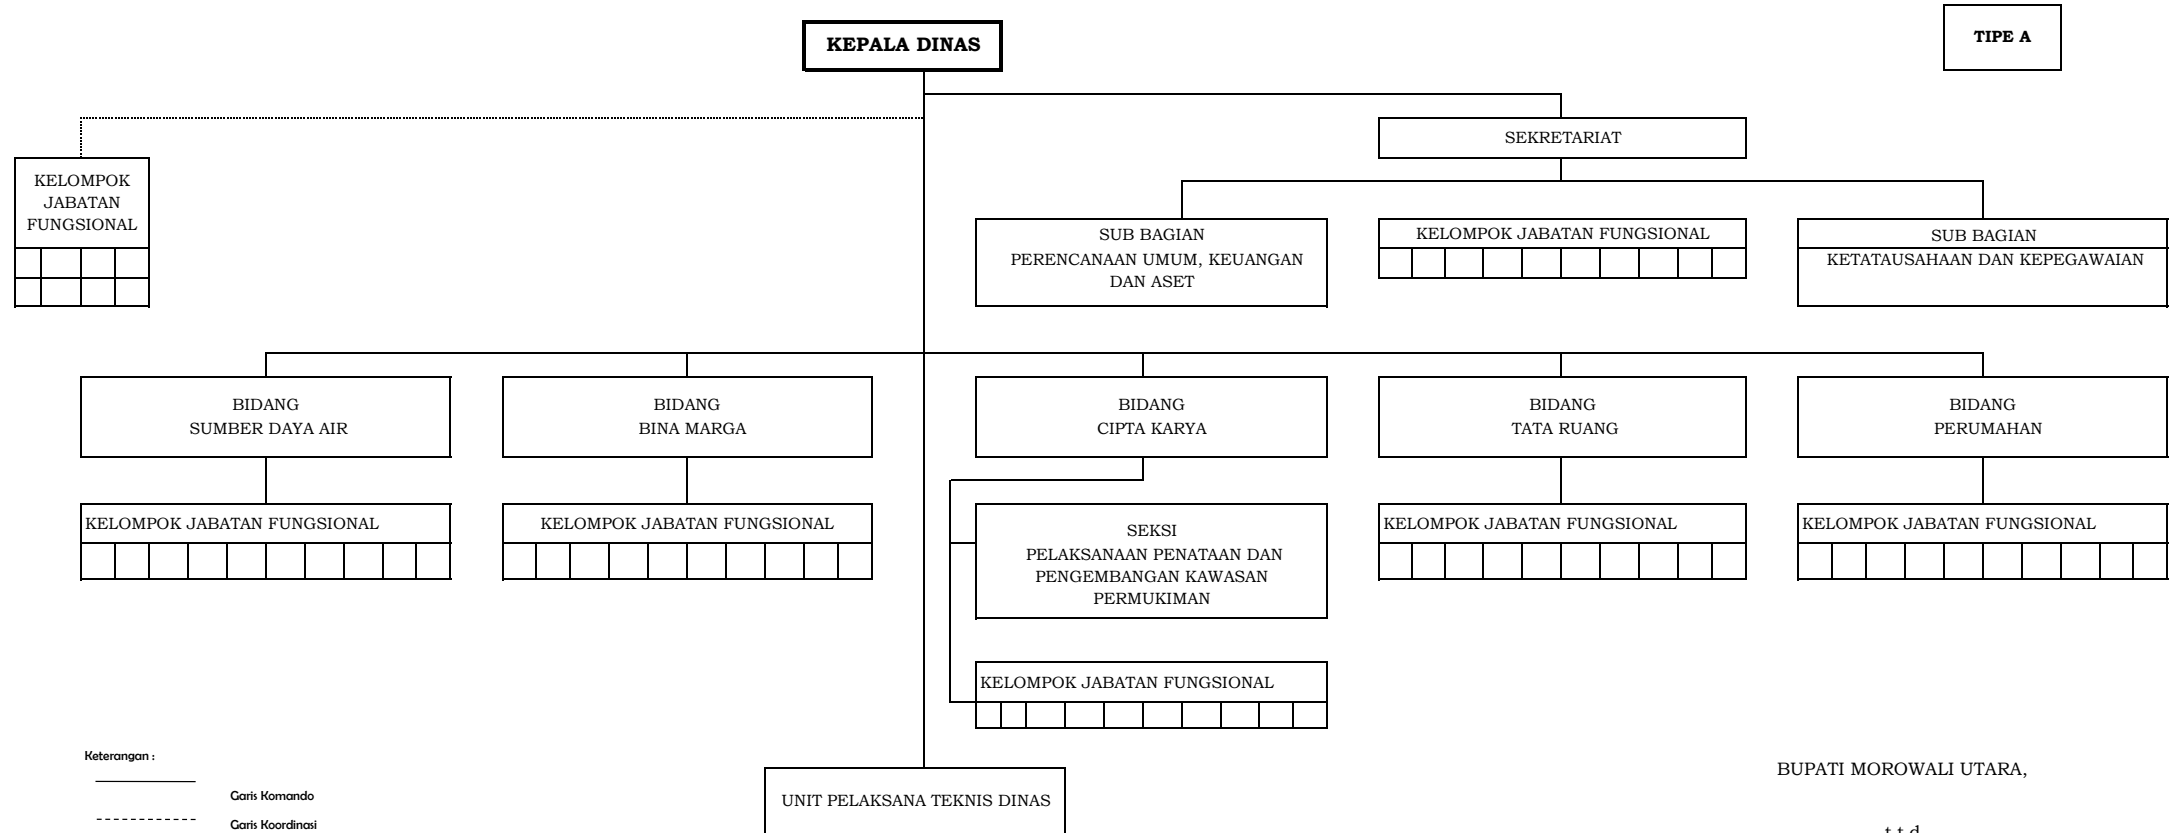 KEPALA DINAS
TIPE A
SEKRETARIAT
KELOMPOK
JABATAN
FUNGSIONAL
SUB BAGIAN
PERENCANAAN UMUM, KEUANGAN
DAN ASET
KELOMPOK JABATAN FUNGSIONAL
SUB BAGIAN
KETATAUSAHAAN DAN KEPEGAWAIAN
BIDANG
SUMBER DAYA AIR
BIDANG
BINA MARGA
BIDANG
CIPTA KARYA
BIDANG
TATA RUANG
BIDANG
PERUMAHAN
KELOMPOK JABATAN FUNGSIONAL
KELOMPOK JABATAN FUNGSIONAL
SEKSI
PELAKSANAAN PENATAAN DAN
PENGEMBANGAN KAWASAN
PERMUKIMAN
KELOMPOK JABATAN FUNGSIONAL
KELOMPOK JABATAN FUNGSIONAL
KELOMPOK JABATAN FUNGSIONAL
Keterangan :
Garis Komando
Garis Koordinasi
UNIT PELAKSANA TEKNIS DINAS
BUPATI MOROWALI UTARA,
t.t.d